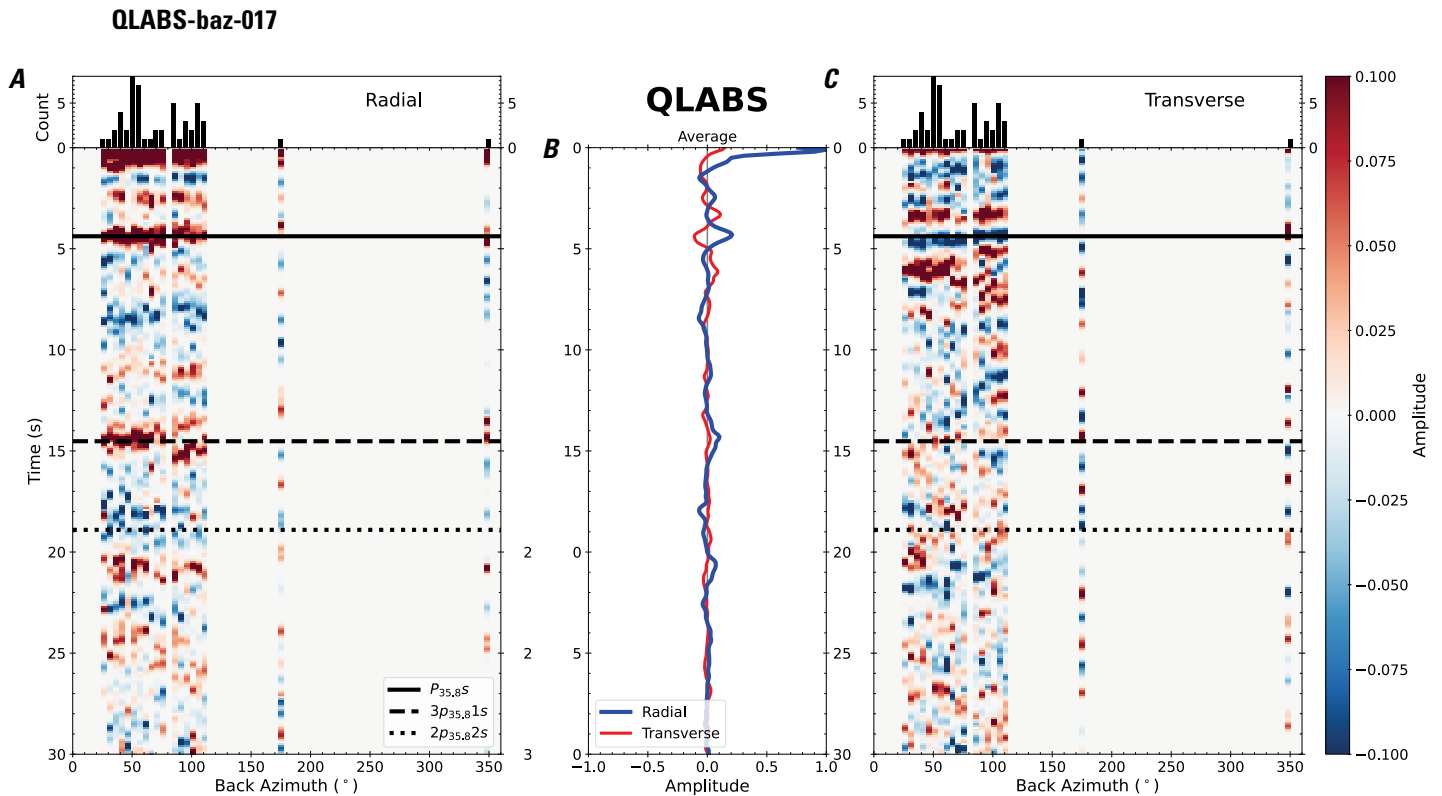 QLABS-baz-017
A
Count
5
0
Radial
5
0
QLABS
Average
B
C
Transverse
5
0
0
5
10
15
20
25
30
Time (s)
2
2
3
0
5
10
15
0
5
0
0
5
10
15
20
25
30
P35.8s
3p35.81s
2p35.82s
Radial
Transverse
0 50 100 150 200 250 300 350
Back Azimuth (°)
−1.0 −0.5 0.0 0.5 1.0
Amplitude
0 50 100 150 200 250 300 350
Back Azimuth (°)
0.100
0.075
0.050
0.025
0.000
−0.025
−0.050
−0.075
−0.100
Amplitude